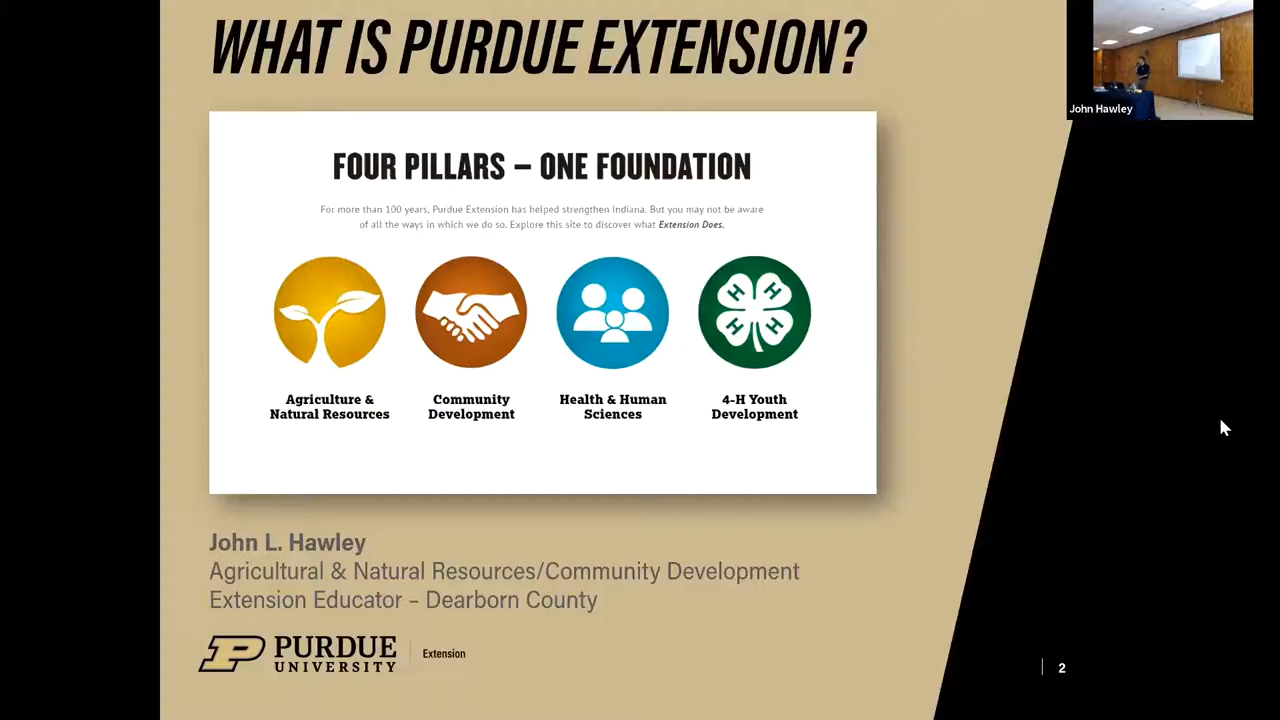 WHAT IS PURDUE EXTENSION?
John Hawley
FOUR PILLARS – ONE FOUNDATION
For more than 100 years, Purdue Extension has helped strengthen Indiana. But you may not be aware
of all the ways in which we do so. Explore this site to discover what Extension Does.
H H
H H
Agriculture &
Natural Resources
Community
Development
Health & Human
Sciences
4-H Youth
Development
John L. Hawley
Agricultural & Natural Resources/Community Development
Extension Educator – Dearborn County
P PURDUE
UNIVERSITY
Extension
2